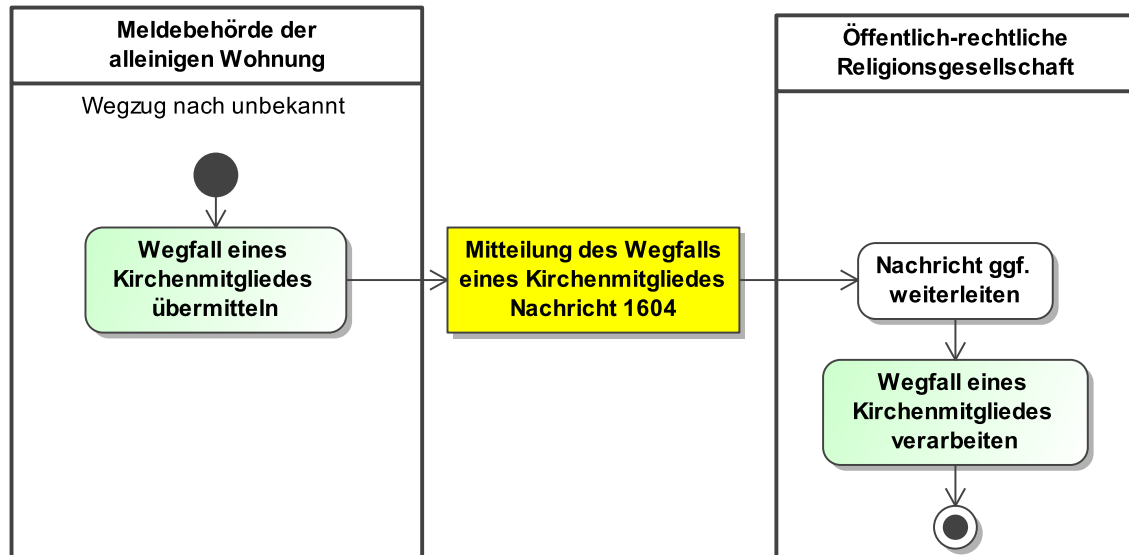 Meldebehörde der
alleinigen Wohnung
Wegzug nach unbekannt
Wegfall eines
Kirchenmitgliedes
übermitteln
Mitteilung des Wegfalls
eines Kirchenmitgliedes
Nachricht 1604
Öffentlich-rechtliche
Religionsgesellschaft
Nachricht ggf.
weiterleiten
Wegfall eines
Kirchenmitgliedes
verarbeiten